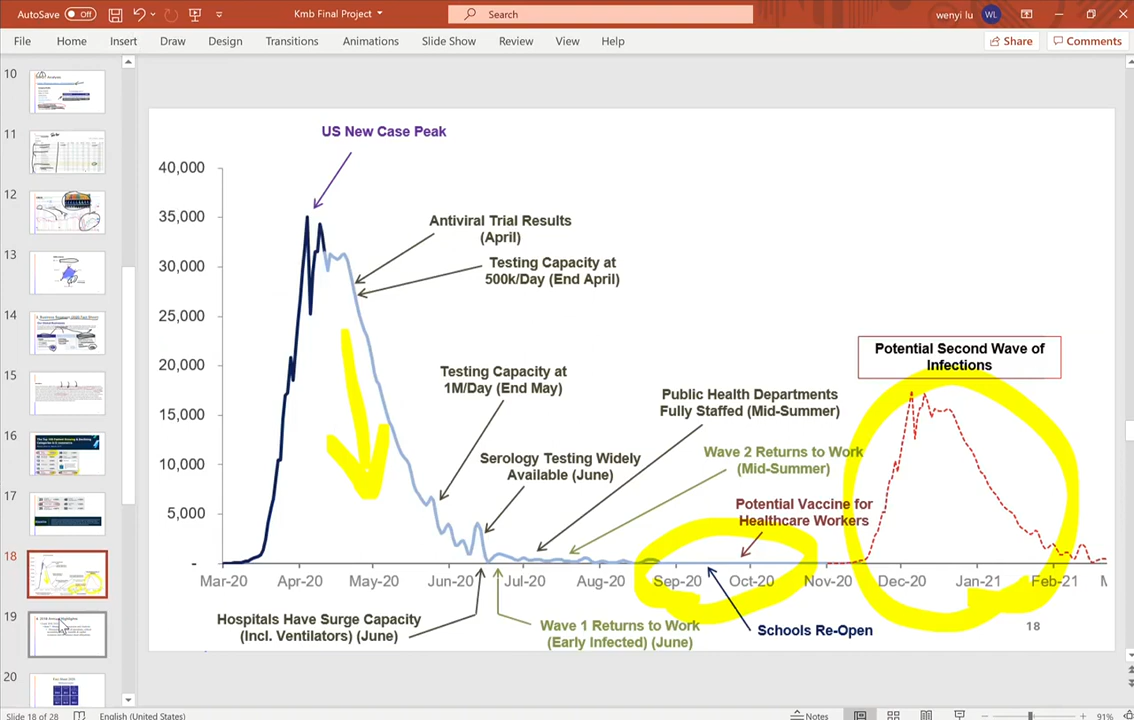 AutoSave Off
Kmb Final Project
Search
wenyi lu WL
File Home Insert Draw Design Transitions Animations Slide Show Review View Help Share Comments
10
11
12
13
14
15
16
17
18
19
20
US New Case Peak
40,000
35,000
30,000
25,000
20,000
15,000
10,000
5,000
-
Antiviral Trial Results
(April)
Testing Capacity at
500k/Day (End April)
Testing Capacity at
1M/Day (End May)
Serology Testing Widely
Available (June)
Public Health Departments
Fully Staffed (Mid-Summer)
Wave 2 Returns to Work
(Mid-Summer)
Potential Vaccine for
Healthcare Workers
Potential Second Wave of
Infections
Mar-20 Apr-20 May-20 Jun-20 Jul-20 Aug-20 Sep-20 Oct-20 Nov-20 Dec-20 Jan-21 Feb-21 M
Hospitals Have Surge Capacity
(Incl. Ventilators) (June)
Wave 1 Returns to Work
(Early Infected) (June)
Schools Re-Open
18
Slide 18 of 28 English (United States) Notes 91%